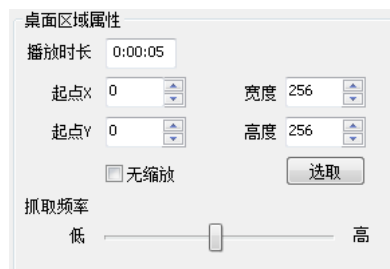 桌面区域属性
播放时长 0:00:05
起点X 0 宽度 256
起点Y 0 高度 256
无缩放 选取
抓取频率
低 高